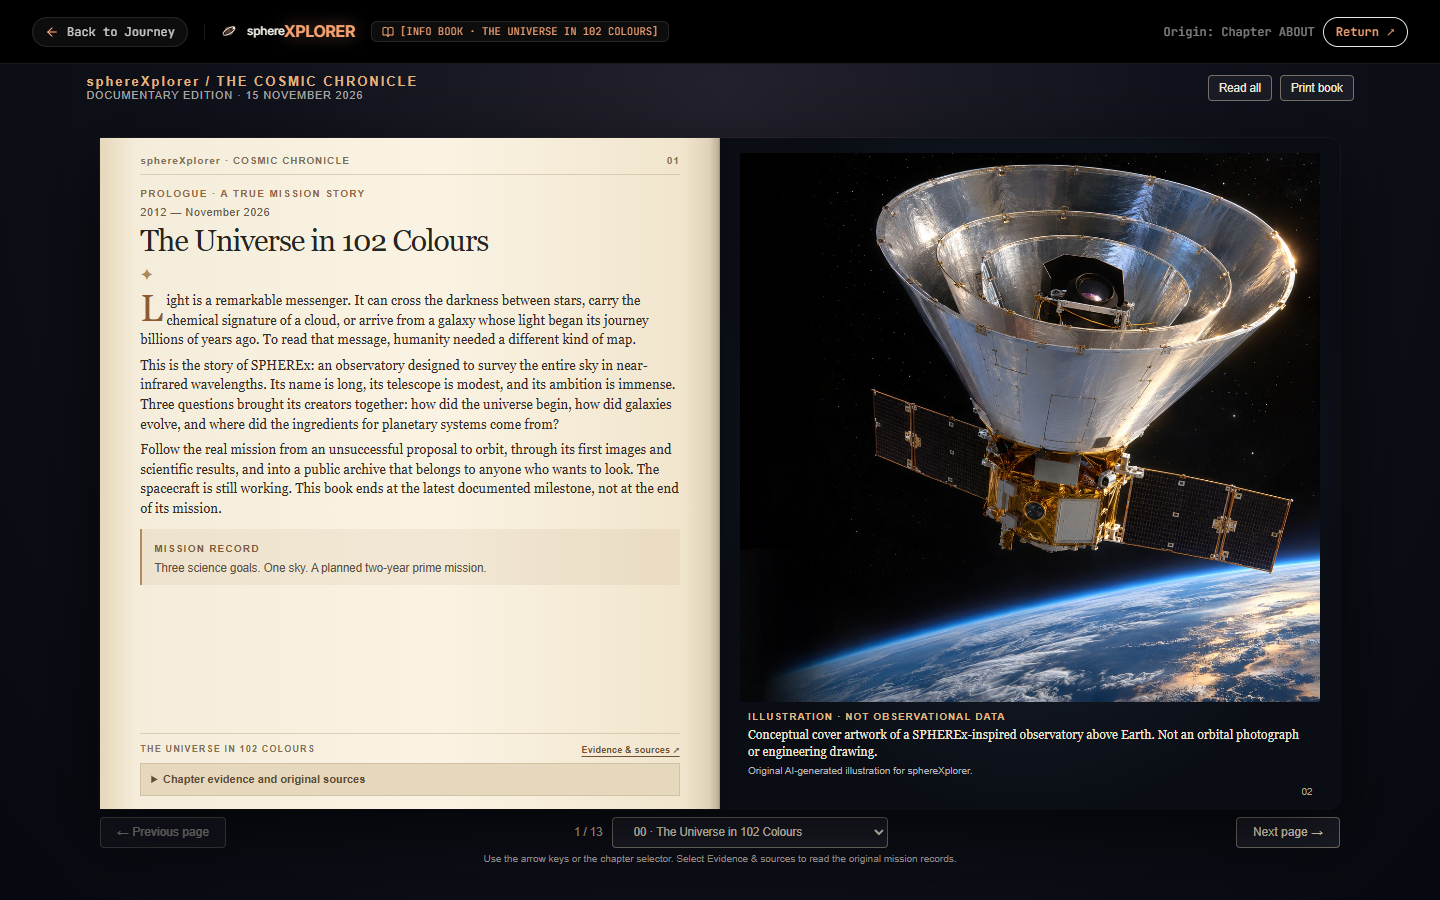 ← Back to Journey
sphereXPLORER
[INFO BOOK · THE UNIVERSE IN 102 COLOURS]
Origin: Chapter ABOUT
Return ↗
sphereXplorer / THE COSMIC CHRONICLE
DOCUMENTARY EDITION · 15 NOVEMBER 2026
Read all
Print book
sphereXplorer · COSMIC CHRONICLE
01
PROLOGUE · A TRUE MISSION STORY
2012 — November 2026
The Universe in 102 Colours
Light is a remarkable messenger. It can cross the darkness between stars, carry the
chemical signature of a cloud, or arrive from a galaxy whose light began its journey
billions of years ago. To read that message, humanity needed a different kind of map.
This is the story of SPHEREx: an observatory designed to survey the entire sky in near-
infrared wavelengths. Its name is long, its telescope is modest, and its ambition is immense.
Three questions brought its creators together: how did the universe begin, how did galaxies
evolve, and where did the ingredients for planetary systems come from?
Follow the real mission from an unsuccessful proposal to orbit, through its first images and
scientific results, and into a public archive that belongs to anyone who wants to look. The
spacecraft is still working. This book ends at the latest documented milestone, not at the end
of its mission.
MISSION RECORD
Three science goals. One sky. A planned two-year prime mission.
THE UNIVERSE IN 102 COLOURS
Evidence & sources ↗
▶ Chapter evidence and original sources
ILLUSTRATION · NOT OBSERVATIONAL DATA
Conceptual cover artwork of a SPHEREx-inspired observatory above Earth. Not an orbital photograph
or engineering drawing.
Original AI-generated illustration for sphereXplorer.
02
← Previous page
1 / 13
00 · The Universe in 102 Colours
Next page →
Use the arrow keys or the chapter selector. Select Evidence & sources to read the original mission records.